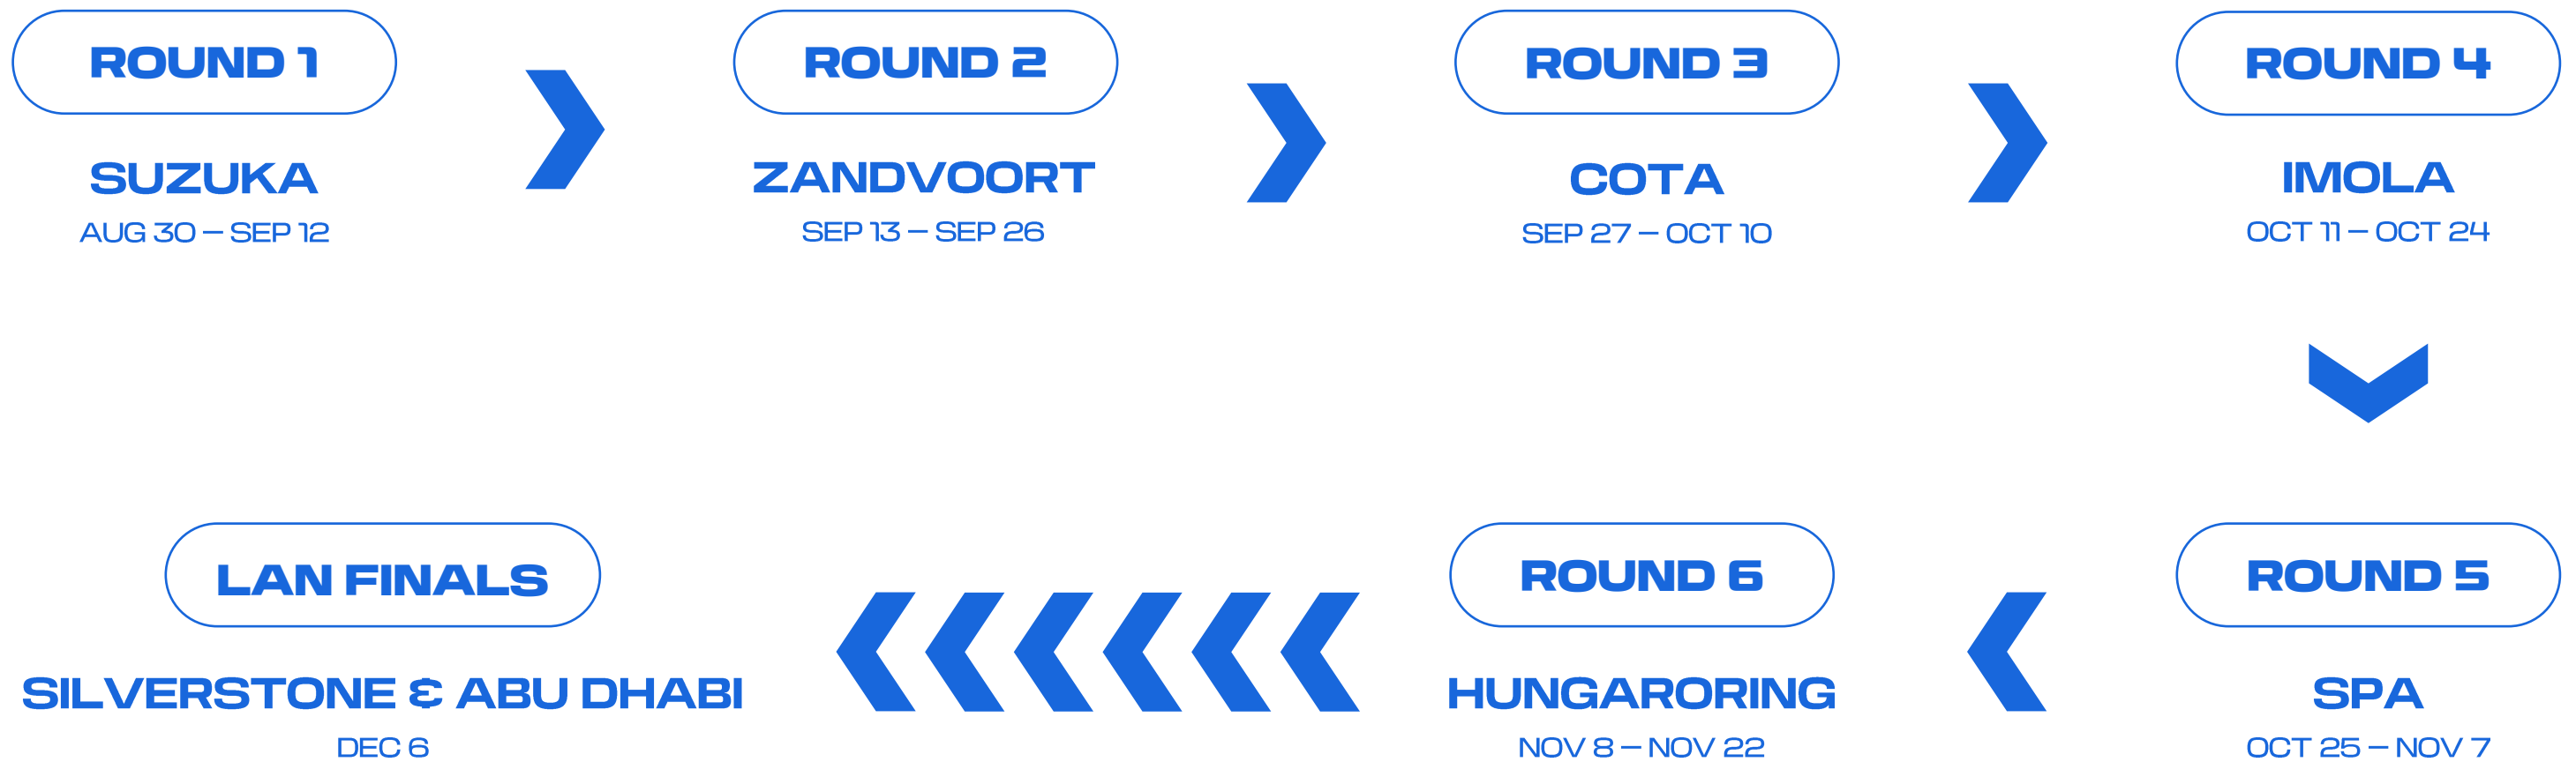 ROUND 1
SUZUKA
AUG 30 – SEP 12
ROUND 2
ZANDVOORT
SEP 13 – SEP 26
ROUND 3
COTA
SEP 27 – OCT 10
ROUND 4
IMOLA
OCT 11 – OCT 24
ROUND 5
SPA
OCT 25 – NOV 7
ROUND 6
HUNGARORING
NOV 8 – NOV 22
LAN FINALS
SILVERSTONE & ABU DHABI
DEC 6